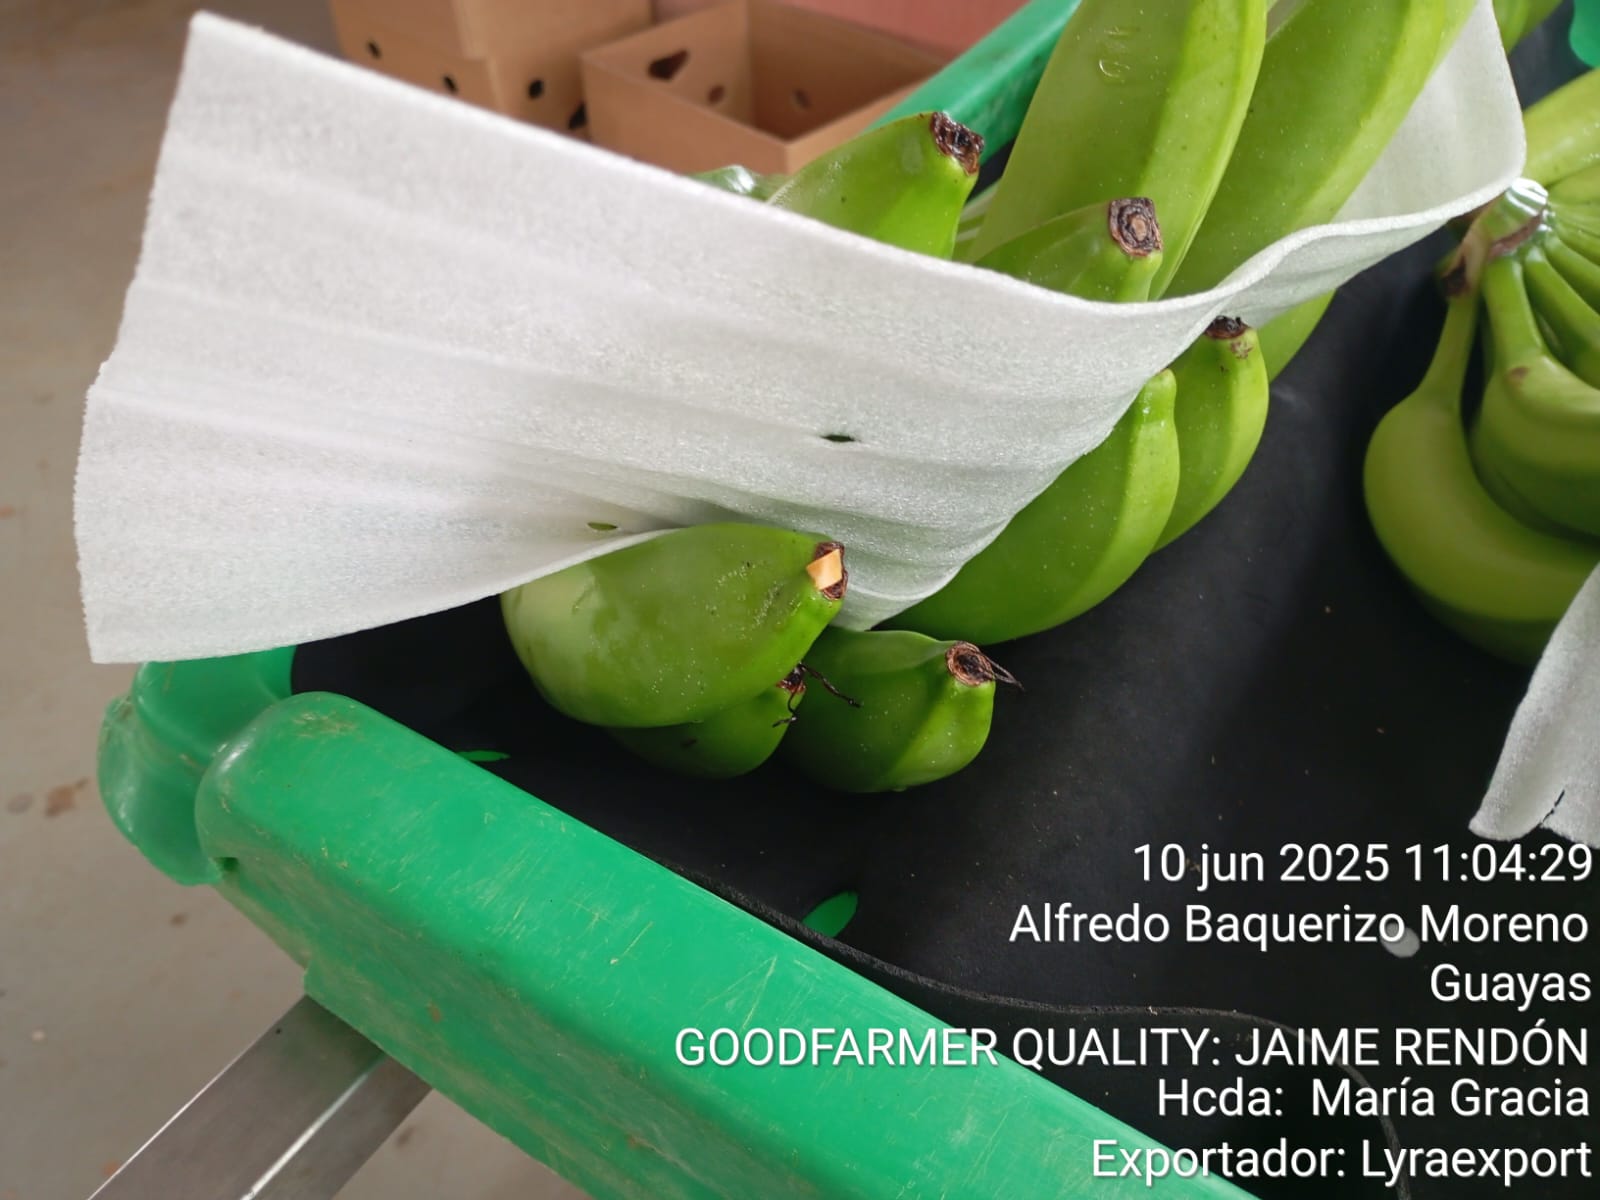 10 jun 2025 11:04:29
Alfredo Baquerizo Moreno
Guayas
GOODFARMER QUALITY: JAIME RENDÓN
Hcda: María Gracia
Exportador: Lyraexport